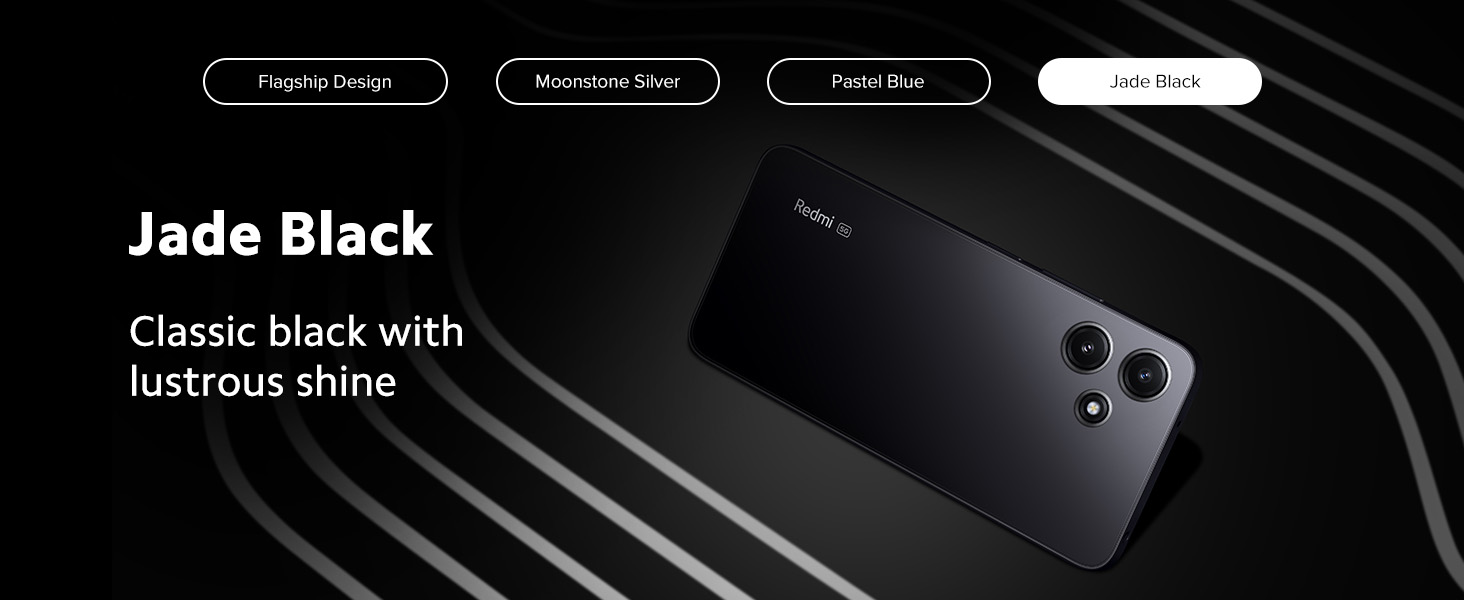 Flagship Design
Moonstone Silver
Pastel Blue
Jade Black
Jade Black
Classic black with
lustrous shine
Redmi 5G